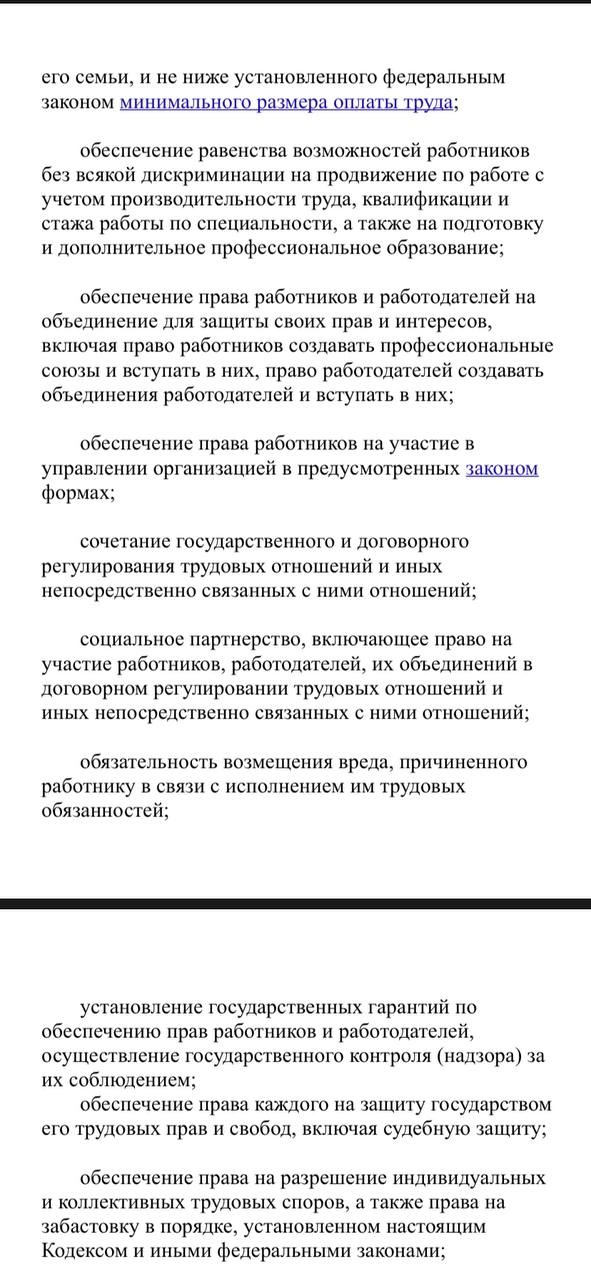 его семьи, и не ниже установленного федеральным
законом минимального размера оплаты труда;
обеспечение равенства возможностей работников
без всякой дискриминации на продвижение по работе с
учетом производительности труда, квалификации и
стажа работы по специальности, а также на подготовку
и дополнительное профессиональное образование;
обеспечение права работников и работодателей на
объединение для защиты своих прав и интересов,
включая право работников создавать профессиональные
союзы и вступать в них, право работодателей создавать
объединения работодателей и вступать в них;
обеспечение права работников на участие в
управлении организацией в предусмотренных законом
формах;
сочетание государственного и договорного
регулирования трудовых отношений и иных
непосредственно связанных с ними отношений;
социальное партнерство, включающее право на
участие работников, работодателей, их объединений в
договорном регулировании трудовых отношений и
иных непосредственно связанных с ними отношений;
обязательность возмещения вреда, причиненного
работнику в связи с исполнением им трудовых
обязанностей;
установление государственных гарантий по
обеспечению прав работников и работодателей,
осуществление государственного контроля (надзора) за
их соблюдением;
обеспечение права каждого на защиту государством
его трудовых прав и свобод, включая судебную защиту;
обеспечение права на разрешение индивидуальных
и коллективных трудовых споров, а также права на
забастовку в порядке, установленном настоящим
Кодексом и иными федеральными законами;